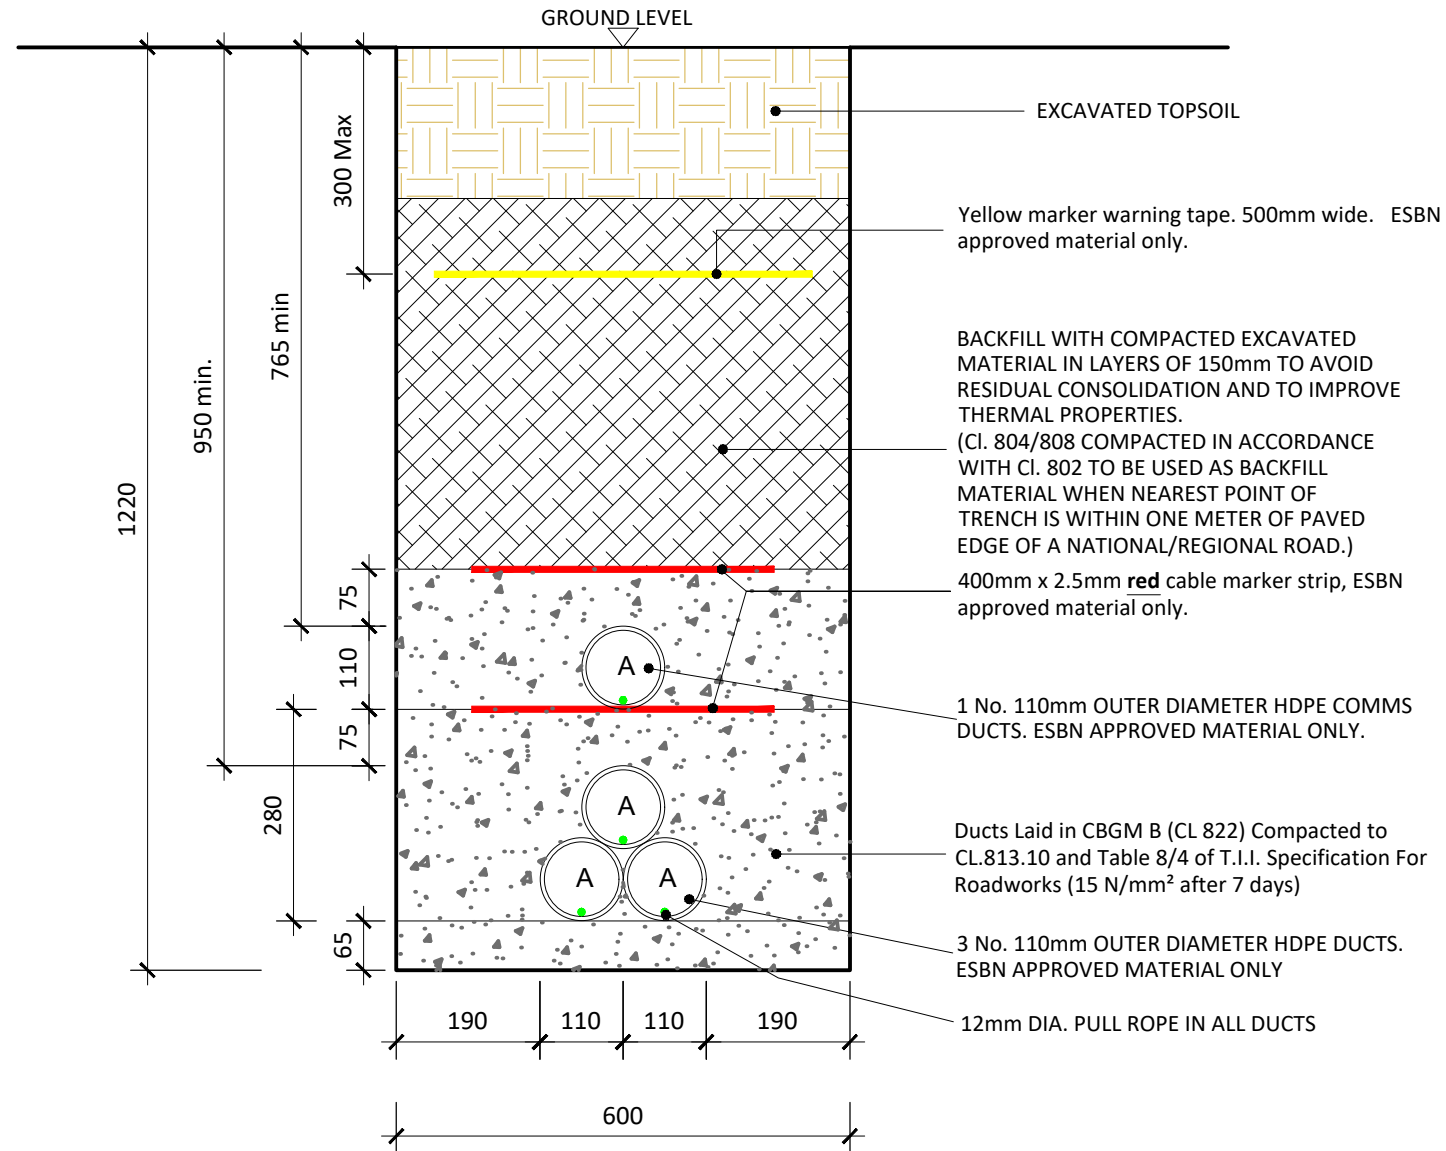 GROUND LEVEL
EXCAVATED TOPSOIL
300 Max
Yellow marker warning tape. 500mm wide. ESBN
approved material only.
765 min
950 min.
1220
BACKFILL WITH COMPACTED EXCAVATED
MATERIAL IN LAYERS OF 150mm TO AVOID
RESIDUAL CONSOLIDATION AND TO IMPROVE
THERMAL PROPERTIES.
(Cl. 804/808 COMPACTED IN ACCORDANCE
WITH Cl. 802 TO BE USED AS BACKFILL
MATERIAL WHEN NEAREST POINT OF
TRENCH IS WITHIN ONE METER OF PAVED
EDGE OF A NATIONAL/REGIONAL ROAD.)
75
400mm x 2.5mm red cable marker strip, ESBN
approved material only.
110
A
1 No. 110mm OUTER DIAMETER HDPE COMMS
DUCTS. ESBN APPROVED MATERIAL ONLY.
75
280
A
A A
Ducts Laid in CBGM B (CL 822) Compacted to
CL.813.10 and Table 8/4 of T.I.I. Specification For
Roadworks (15 N/mm² after 7 days)
65
3 No. 110mm OUTER DIAMETER HDPE DUCTS.
ESBN APPROVED MATERIAL ONLY
12mm DIA. PULL ROPE IN ALL DUCTS
190 110 110 190
600